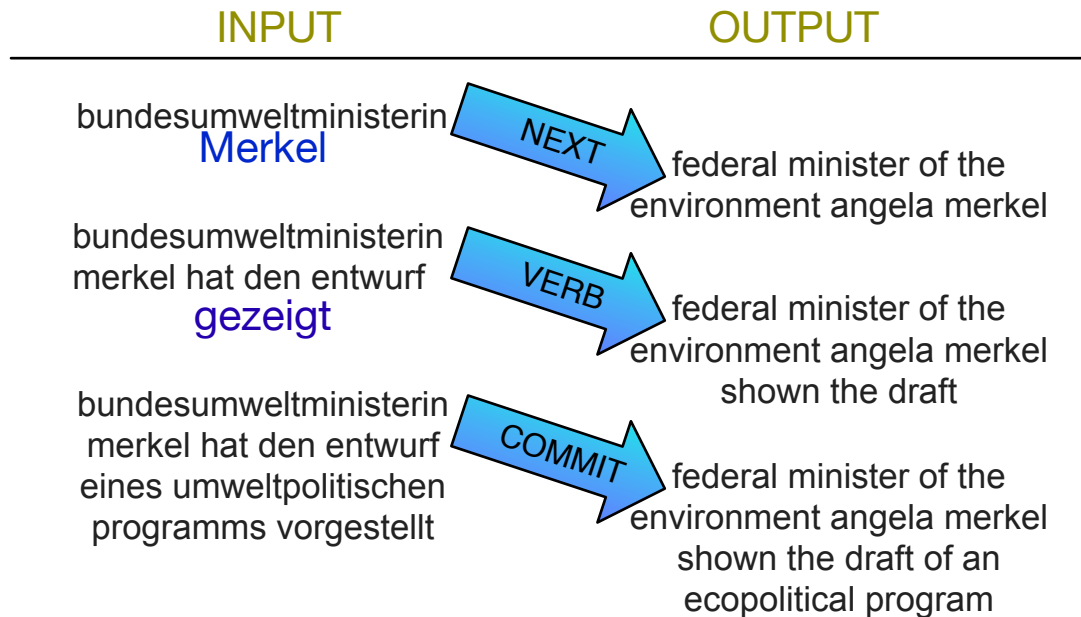 INPUT OUTPUT
bundesumweltministerin
Merkel
NEXT
federal minister of the
environment angela merkel
bundesumweltministerin
merkel hat den entwurf
gezeigt
VERB
federal minister of the
environment angela merkel
shown the draft
bundesumweltministerin
merkel hat den entwurf
eines umweltpolitischen
programms vorgestellt
COMMIT
federal minister of the
environment angela merkel
shown the draft of an
ecopolitical program